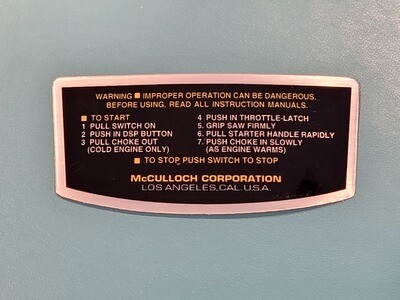 WARNING ■ IMPROPER OPERATION CAN BE DANGEROUS.
BEFORE USING, READ ALL INSTRUCTION MANUALS.
■ TO START
1 PULL SWITCH ON
2 PUSH IN DSP BUTTON
3 PULL CHOKE OUT
(COLD ENGINE ONLY)
4 PUSH IN THROTTLE-LATCH
5. GRIP SAW FIRMLY
6. PULL STARTER HANDLE RAPIDLY
7. PUSH CHOKE IN SLOWLY
(AS ENGINE WARMS)
■ TO STOP, PUSH SWITCH TO STOP
McCULLOCH CORPORATION
LOS ANGELES, CAL. U.S.A.